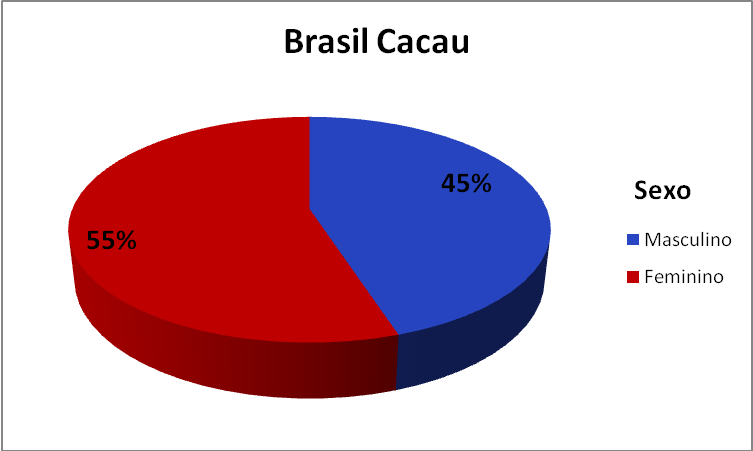 Brasil Cacau
45%
55%
Sexo
Masculino
Feminino